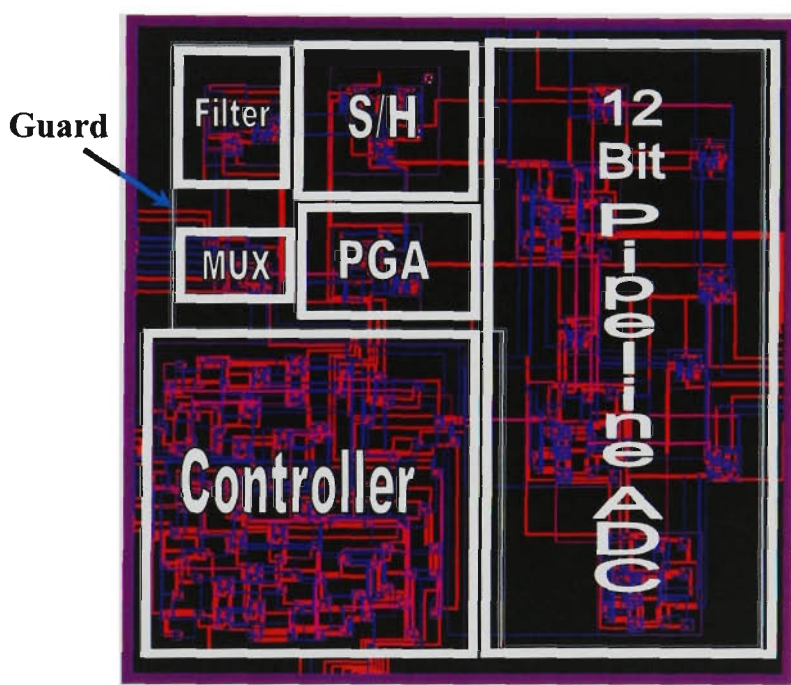 Guard
Filter
S/H
MUX
PGA
Controller
12
Bit
Pipeline ADC